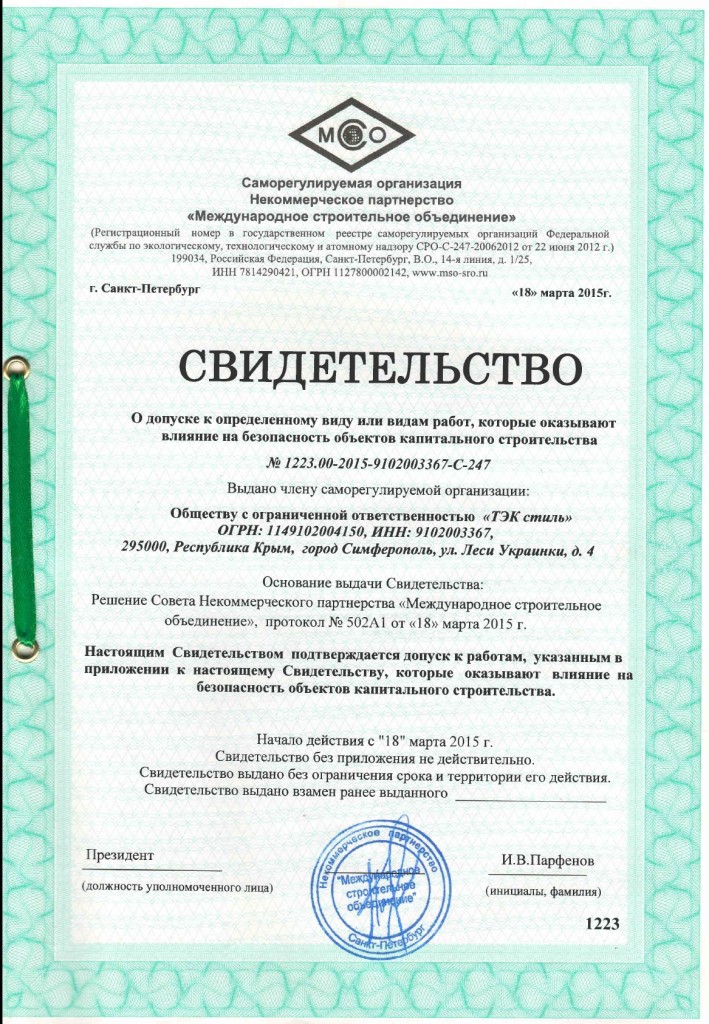 МСО
Саморегулируемая организация
Некоммерческое партнерство
«Международное строительное объединение»
(Регистрационный номер в государственном реестре саморегулируемых организаций Федеральной
службы по экологическому, технологическому и атомному надзору СРО-С-247-20062012 от 22 июня 2012 г.)
199034, Российская Федерация, Санкт-Петербург, В.О., 14-я линия, д. 1/25,
ИНН 7814290421, ОГРН 1127800002142, www.mso-sro.ru
г. Санкт-Петербург «18» марта 2015г.
СВИДЕТЕЛЬСТВО
О допуске к определенному виду или видам работ, которые оказывают
влияние на безопасность объектов капитального строительства
№ 1223.00-2015-9102003367-С-247
Выдано члену саморегулируемой организации:
Обществу с ограниченной ответственностью «ТЭК стиль»
ОГРН: 1149102004150, ИНН: 9102003367,
295000, Республика Крым, город Симферополь, ул. Леси Украинки, д. 4
Основание выдачи Свидетельства:
Решение Совета Некоммерческого партнерства «Международное строительное
объединение», протокол № 502А1 от «18» марта 2015 г.
Настоящим Свидетельством подтверждается допуск к работам, указанным в
приложении к настоящему Свидетельству, которые оказывают влияние на
безопасность объектов капитального строительства.
Начало действия с "18" марта 2015 г.
Свидетельство без приложения не действительно.
Свидетельство выдано без ограничения срока и территории его действия.
Свидетельство выдано взамен ранее выданного
Президент
(должность уполномоченного лица)
Некоммерческое партнерство
"Международное
строительное
объединение"
Санкт-Петербург
И.В.Парфенов
(инициалы, фамилия)
1223